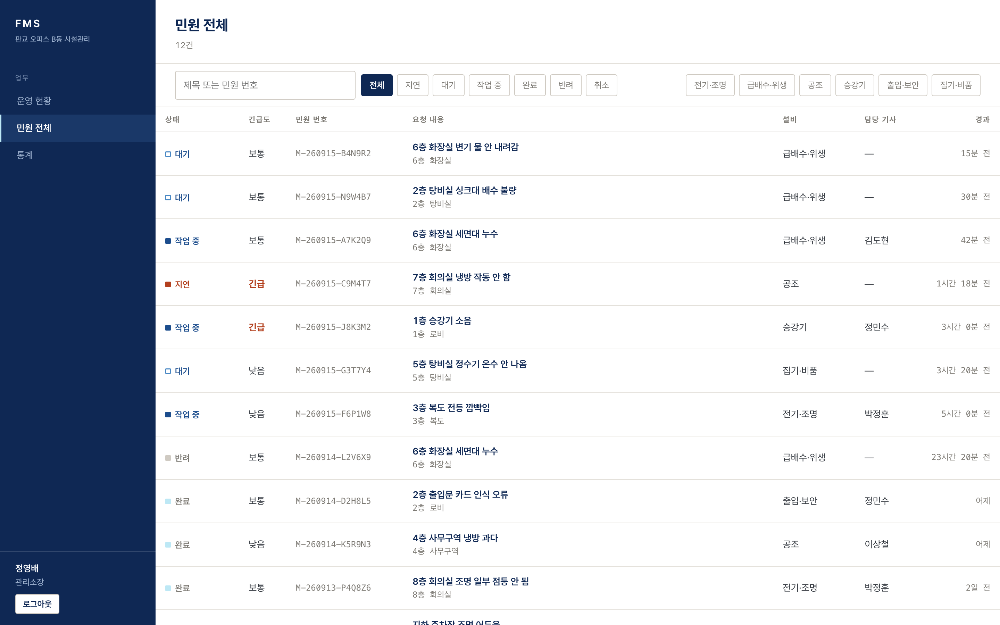 FMS
판교 오피스 B동 시설관리
업무
운영 현황
민원 전체
통계
정영배
관리소장
로그아웃
민원 전체
12건
제목 또는 민원 번호 전체 지연 대기 작업 중 완료 반려 취소 전기·조명 급배수·위생 공조 승강기 출입·보안 집기·비품
상태 긴급도 민원 번호 요청 내용 설비 담당 기사 경과
대기 보통 M-260915-B4N9R2 6층 화장실 변기 물 안 내려감 급배수·위생 — 15분 전
6층 화장실
대기 보통 M-260915-N9W4B7 2층 탕비실 싱크대 배수 불량 급배수·위생 — 30분 전
2층 탕비실
작업 중 보통 M-260915-A7K2Q9 6층 화장실 세면대 누수 급배수·위생 김도현 42분 전
6층 화장실
지연 긴급 M-260915-C9M4T7 7층 회의실 냉방 작동 안 함 공조 — 1시간 18분 전
7층 회의실
작업 중 긴급 M-260915-J8K3M2 1층 승강기 소음 승강기 정민수 3시간 0분 전
1층 로비
대기 낮음 M-260915-G3T7Y4 5층 탕비실 정수기 온수 안 나옴 집기·비품 — 3시간 20분 전
5층 탕비실
작업 중 낮음 M-260915-F6P1W8 3층 복도 전등 깜빡임 전기·조명 박정훈 5시간 0분 전
3층 복도
반려 보통 M-260914-L2V6X9 6층 화장실 세면대 누수 급배수·위생 — 23시간 20분 전
6층 화장실
완료 보통 M-260914-D2H8L5 2층 출입문 카드 인식 오류 출입·보안 정민수 어제
2층 로비
완료 낮음 M-260914-K5R9N3 4층 사무구역 냉방 과다 공조 이상철 어제
4층 사무구역
완료 보통 M-260913-P4Q8Z6 8층 회의실 조명 일부 점등 안 됨 전기·조명 박정훈 2일 전
8층 회의실
지하 주차장 조명 어두움